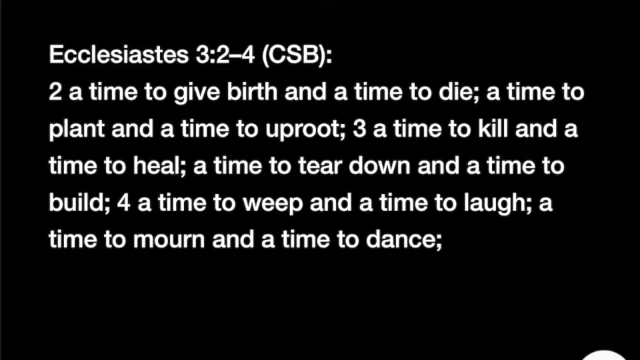 Ecclesiastes 3:2–4 (CSB):
2 a time to give birth and a time to die; a time to
plant and a time to uproot; 3 a time to kill and a
time to heal; a time to tear down and a time to
build; 4 a time to weep and a time to laugh; a
time to mourn and a time to dance;